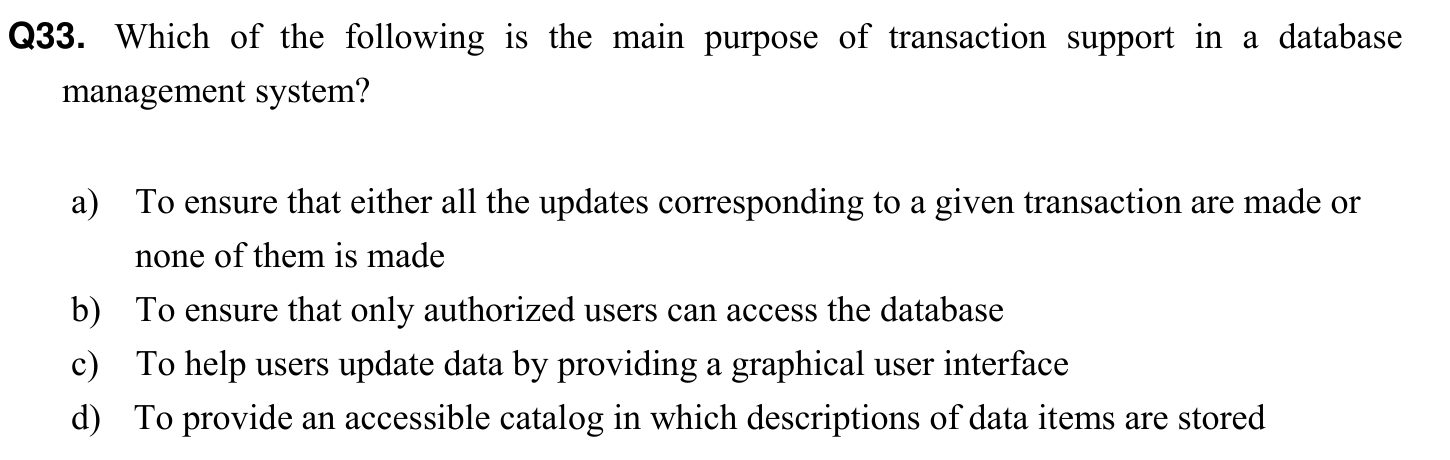 Q33. Which of the following is the main purpose of transaction support in a database
management system?
a) To ensure that either all the updates corresponding to a given transaction are made or
none of them is made
b) To ensure that only authorized users can access the database
c) To help users update data by providing a graphical user interface
d) To provide an accessible catalog in which descriptions of data items are stored